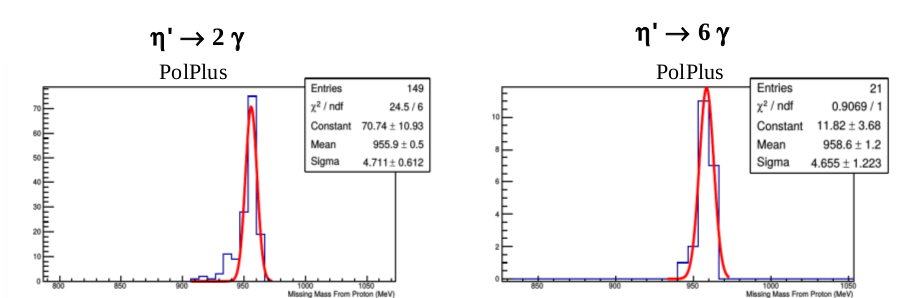 η' → 2 γ
PolPlus
Entries 149
χ² / ndf 24.5 / 6
Constant 70.74 ± 10.93
Mean 955.9 ± 0.5
Sigma 4.711 ± 0.612
70
60
50
40
30
20
10
0
800 850 900 950 1000 1050
Missing Mass From Proton (MeV)
η' → 6 γ
PolPlus
Entries 21
χ² / ndf 0.9069 / 1
Constant 11.82 ± 3.68
Mean 958.6 ± 1.2
Sigma 4.655 ± 1.223
10
8
6
4
2
0
850 900 950 1000 1050
Missing Mass From Proton (MeV)